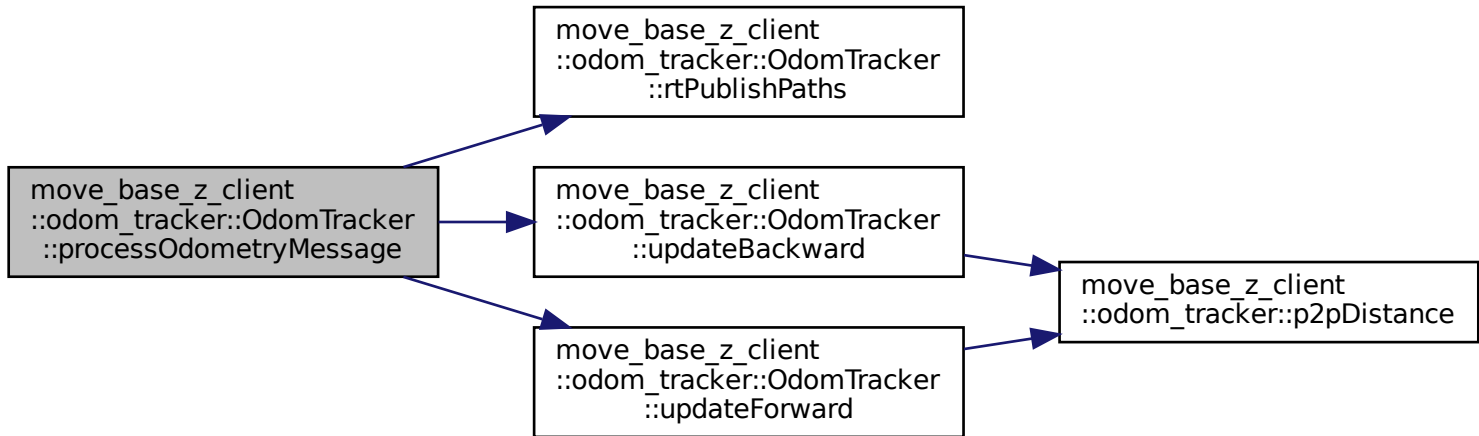 move_base_z_client
::odom_tracker::OdomTracker
::rtPublishPaths
move_base_z_client
::odom_tracker::OdomTracker
::processOdometryMessage
move_base_z_client
::odom_tracker::OdomTracker
::updateBackward
move_base_z_client
::odom_tracker::p2pDistance
move_base_z_client
::odom_tracker::OdomTracker
::updateForward